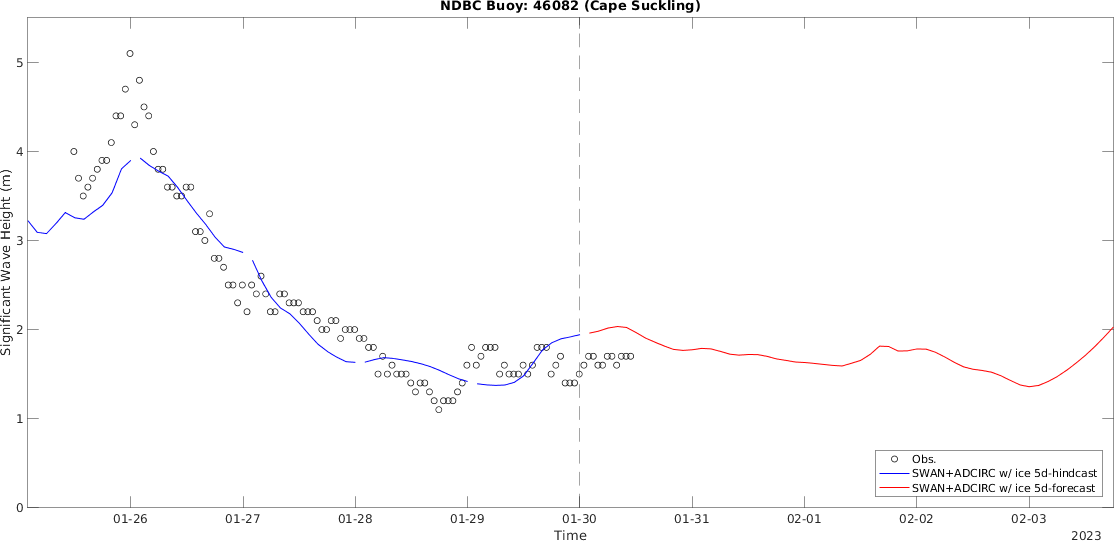 NDBC Buoy: 46082 (Cape Suckling)
Significant Wave Height (m)
5
4
3
2
1
0
Obs.
SWAN+ADCIRC w/ ice 5d-hindcast
SWAN+ADCIRC w/ ice 5d-forecast
01-26 01-27 01-28 01-29 01-30 01-31 02-01 02-02 02-03
Time
2023